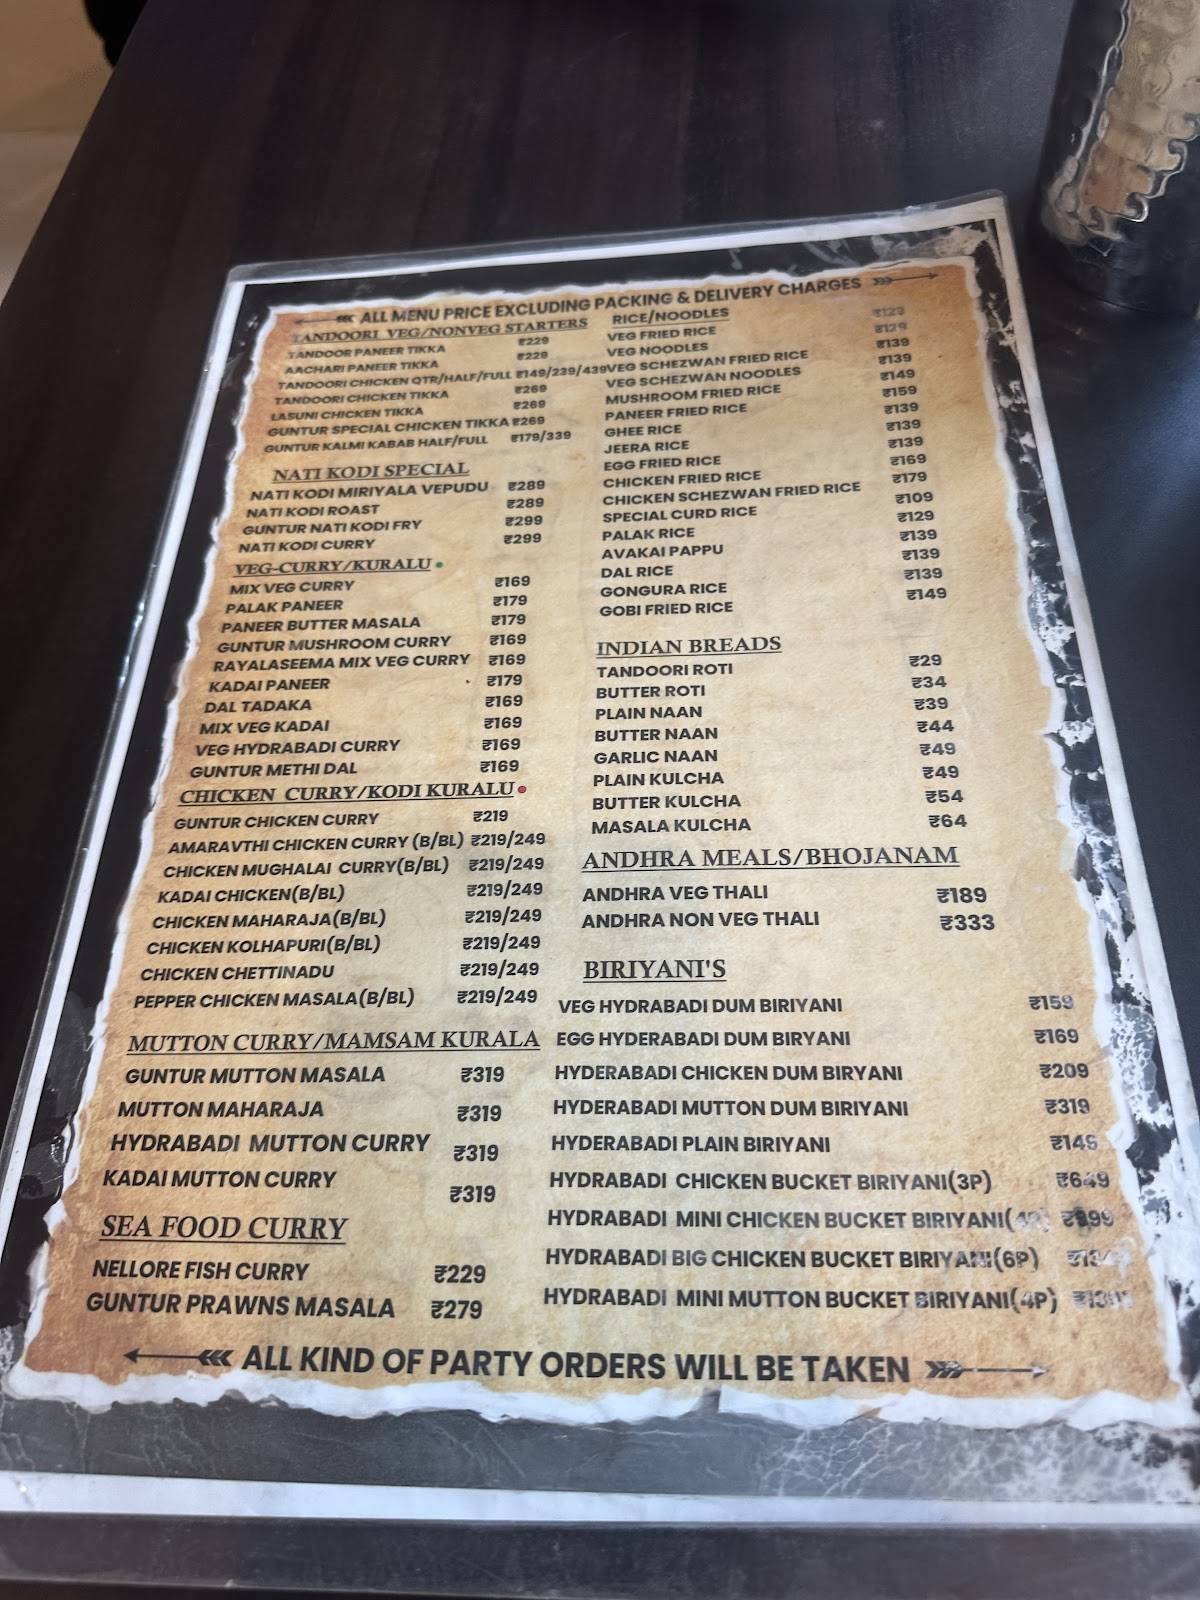 ALL MENU PRICE EXCLUDING PACKING & DELIVERY CHARGES
TANDOORI VEG/NONVEG STARTERS
TANDOOR PANEER TIKKA ₹229
AACHARI PANEER TIKKA ₹229
TANDOORI CHICKEN QTR/HALF/FULL ₹149/239/439
TANDOORI CHICKEN TIKKA ₹269
LASUNI CHICKEN TIKKA ₹269
GUNTUR SPECIAL CHICKEN TIKKA ₹269
GUNTUR KALMI KABAB HALF/FULL ₹179/339
NATI KODI SPECIAL
NATI KODI MIRIYALA VEPUDU ₹289
NATI KODI ROAST ₹289
GUNTUR NATI KODI FRY ₹299
NATI KODI CURRY ₹299
VEG-CURRY/KURALU
MIX VEG CURRY ₹169
PALAK PANEER ₹179
PANEER BUTTER MASALA ₹179
GUNTUR MUSHROOM CURRY ₹169
RAYALASEEMA MIX VEG CURRY ₹169
KADAI PANEER ₹179
DAL TADAKA ₹169
MIX VEG KADAI ₹169
VEG HYDRABADI CURRY ₹169
GUNTUR METHI DAL ₹169
CHICKEN CURRY/KODI KURALU
GUNTUR CHICKEN CURRY ₹219
AMARAVTHI CHICKEN CURRY (B/BL) ₹219/249
CHICKEN MUGHALAI CURRY(B/BL) ₹219/249
KADAI CHICKEN(B/BL) ₹219/249
CHICKEN MAHARAJA(B/BL) ₹219/249
CHICKEN KOLHAPURI(B/BL) ₹219/249
CHICKEN CHETTINADU ₹219/249
PEPPER CHICKEN MASALA(B/BL) ₹219/249
MUTTON CURRY/MAMSAM KURALA
GUNTUR MUTTON MASALA ₹319
MUTTON MAHARAJA ₹319
HYDRABADI MUTTON CURRY ₹319
KADAI MUTTON CURRY ₹319
SEA FOOD CURRY
NELLORE FISH CURRY ₹229
GUNTUR PRAWNS MASALA ₹279
RICE/NOODLES
VEG FRIED RICE
VEG NOODLES
VEG SCHEZWAN FRIED RICE ₹139
VEG SCHEZWAN NOODLES ₹139
MUSHROOM FRIED RICE ₹149
PANEER FRIED RICE ₹159
GHEE RICE ₹139
JEERA RICE ₹139
EGG FRIED RICE ₹139
CHICKEN FRIED RICE ₹169
CHICKEN SCHEZWAN FRIED RICE ₹179
SPECIAL CURD RICE ₹109
PALAK RICE ₹129
AVAKAI PAPPU ₹139
DAL RICE ₹139
GONGURA RICE ₹139
GOBI FRIED RICE ₹149
INDIAN BREADS
TANDOORI ROTI ₹29
BUTTER ROTI ₹34
PLAIN NAAN ₹39
BUTTER NAAN ₹44
GARLIC NAAN ₹49
PLAIN KULCHA ₹49
BUTTER KULCHA ₹54
MASALA KULCHA ₹64
ANDHRA MEALS/BHOJANAM
ANDHRA VEG THALI ₹189
ANDHRA NON VEG THALI ₹333
BIRIYANI'S
VEG HYDRABADI DUM BIRIYANI ₹159
EGG HYDERABADI DUM BIRYANI ₹169
HYDERABADI CHICKEN DUM BIRYANI ₹209
HYDERABADI MUTTON DUM BIRIYANI ₹319
HYDERABADI PLAIN BIRIYANI
HYDRABADI CHICKEN BUCKET BIRIYANI(3P) ₹649
HYDRABADI MINI CHICKEN BUCKET BIRIYANI
HYDRABADI BIG CHICKEN BUCKET BIRIYANI(6P)
HYDRABADI MINI MUTTON BUCKET BIRIYANI(4P)
ALL KIND OF PARTY ORDERS WILL BE TAKEN